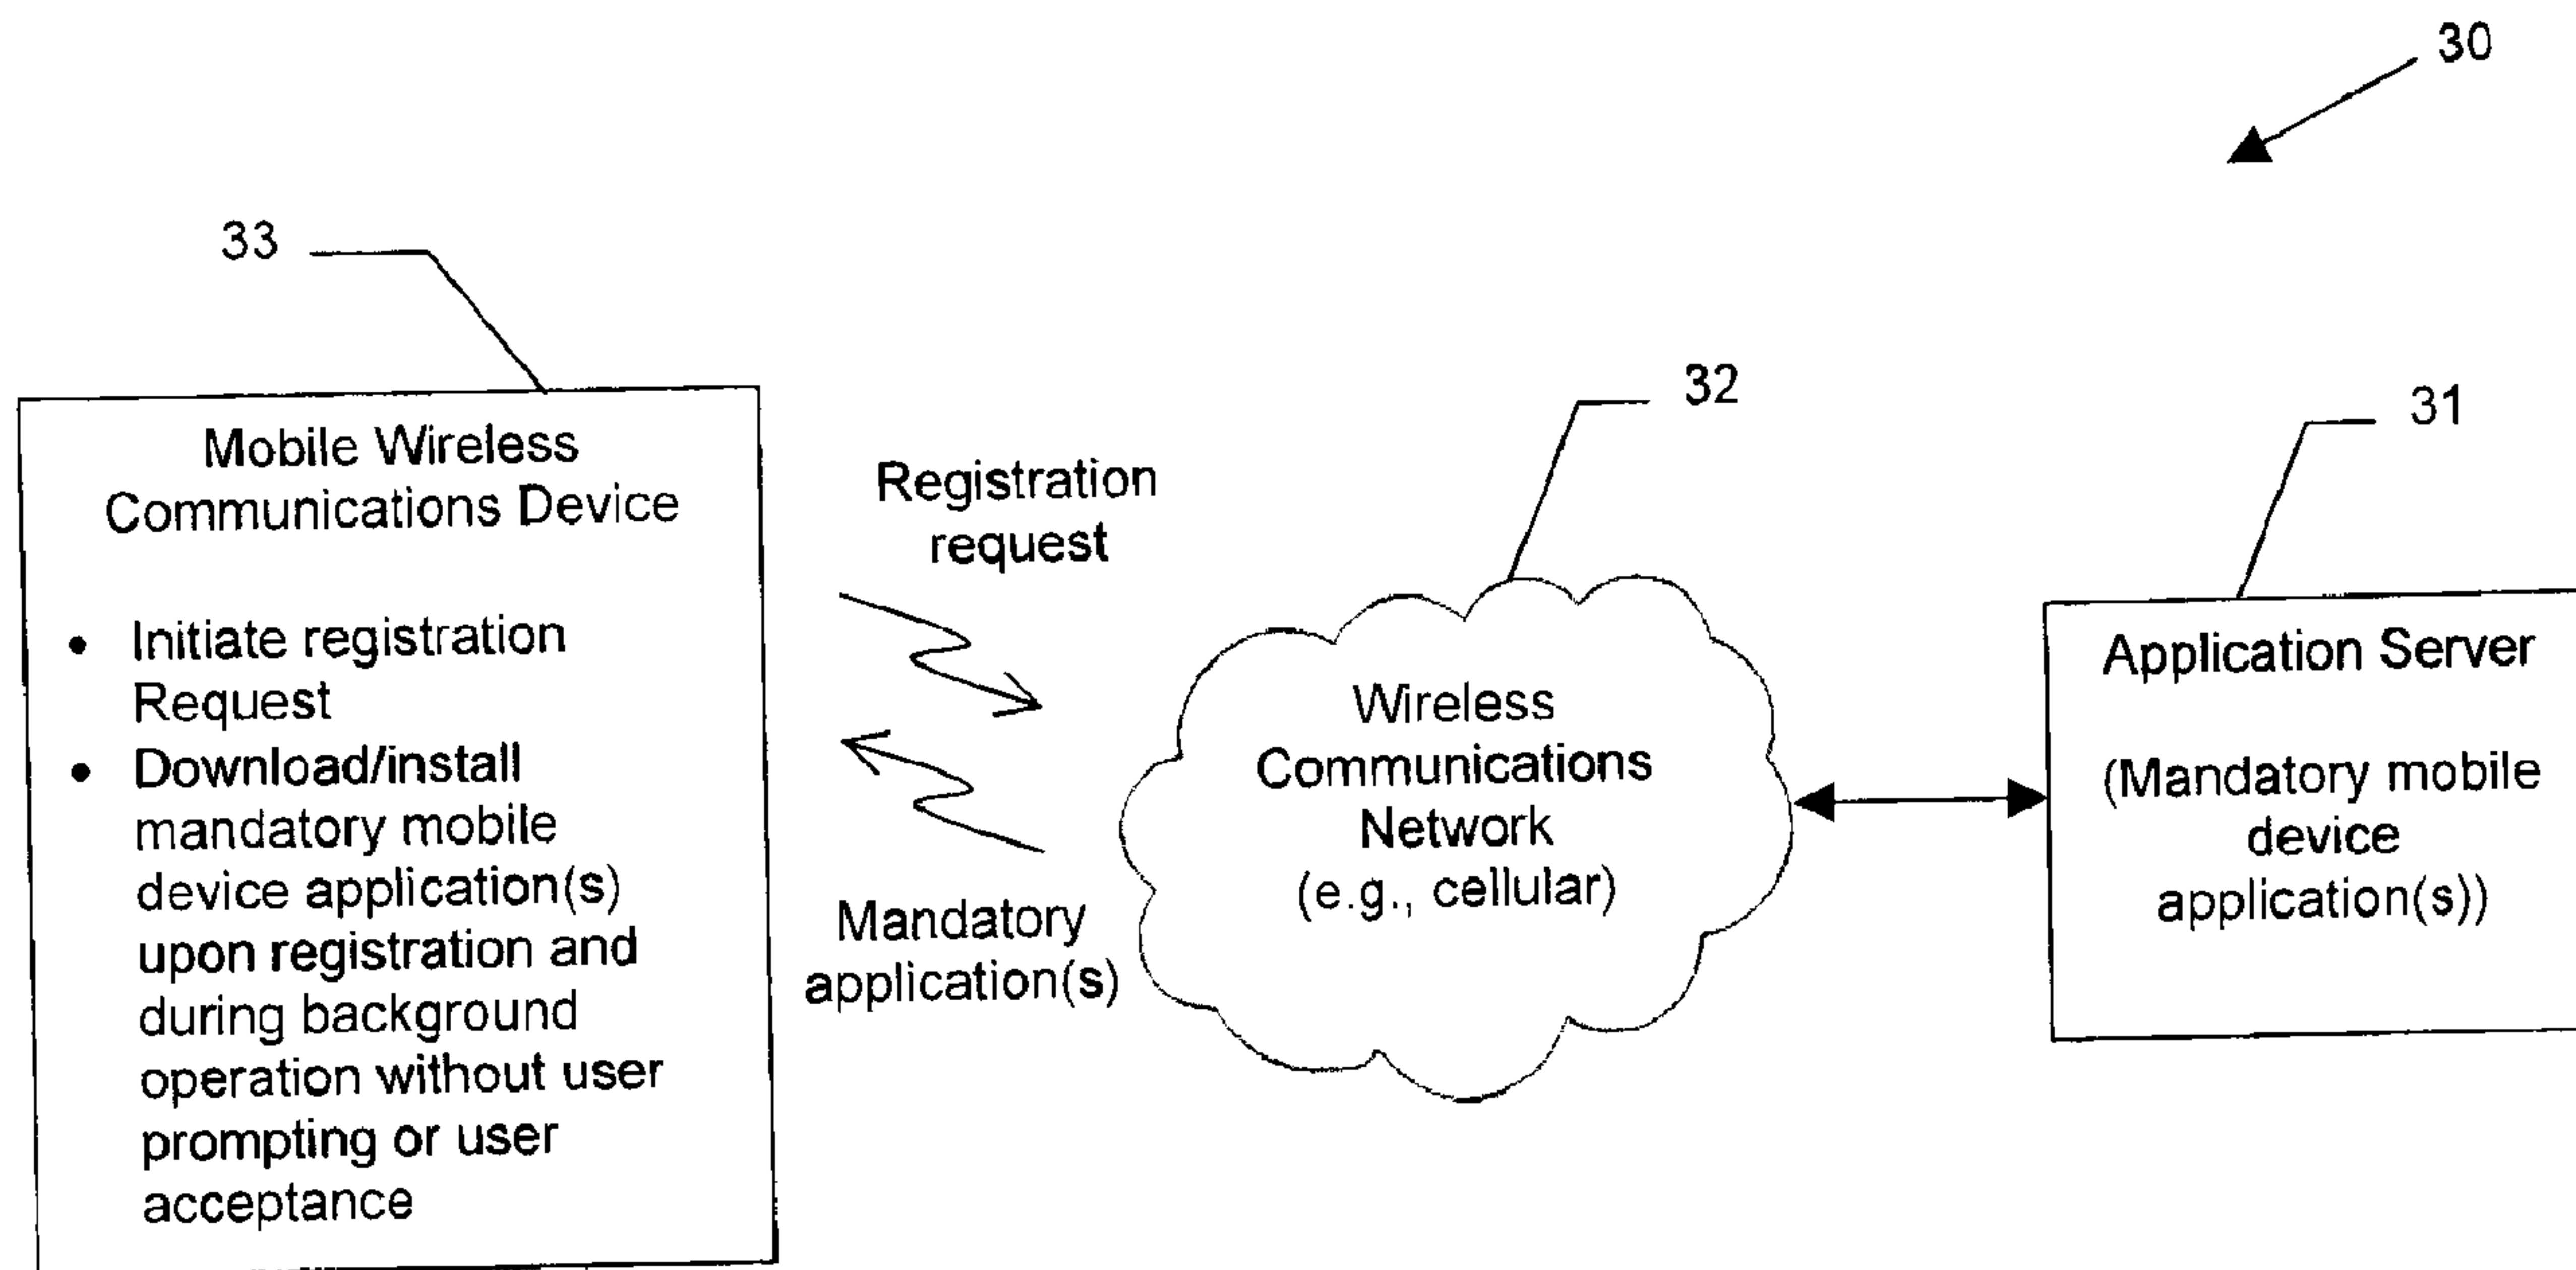 30
33
32
31
Mobile Wireless
Communications Device
• Initiate registration
Request
• Download/install
mandatory mobile
device application(s)
upon registration and
during background
operation without user
prompting or user
acceptance
Registration
request
Mandatory
application(s)
Wireless
Communications
Network
(e.g., cellular)
Application Server
(Mandatory mobile
device
application(s))